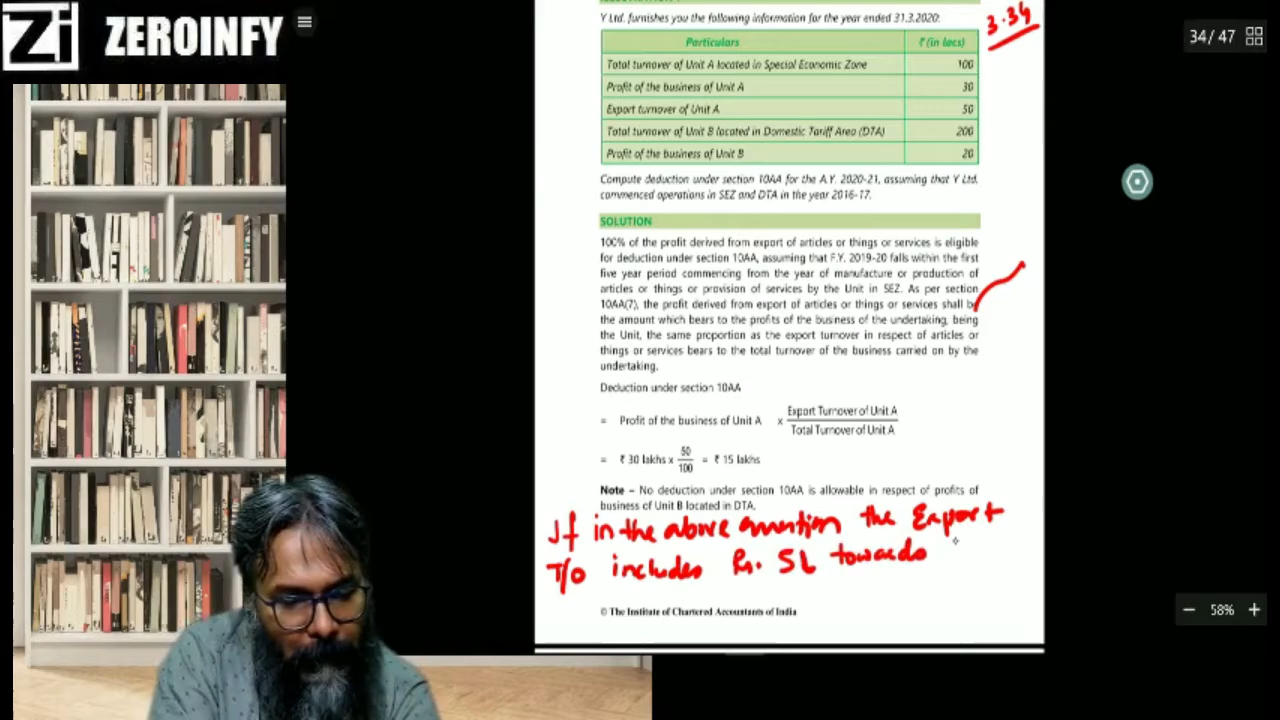 Zi ZEROINFY
34/ 47
ILLUSTRATION
Y Ltd. furnishes you the following information for the year ended 31.3.2020:
3.34
Particulars ₹ (in lacs)
Total turnover of Unit A located in Special Economic Zone 100
Profit of the business of Unit A 30
Export turnover of Unit A 50
Total turnover of Unit B located in Domestic Tariff Area (DTA) 200
Profit of the business of Unit B 20
Compute deduction under section 10AA for the A.Y. 2020-21, assuming that Y Ltd.
commenced operations in SEZ and DTA in the year 2016-17.
SOLUTION
100% of the profit derived from export of articles or things or services is eligible
for deduction under section 10AA, assuming that F.Y. 2019-20 falls within the first
five year period commencing from the year of manufacture or production of
articles or things or provision of services by the Unit in SEZ. As per section
10AA(7), the profit derived from export of articles or things or services shall be
the amount which bears to the profits of the business of the undertaking, being
the Unit, the same proportion as the export turnover in respect of articles or
things or services bears to the total turnover of the business carried on by the
undertaking.
Deduction under section 10AA
= Profit of the business of Unit A x Export Turnover of Unit A
Total Turnover of Unit A
= ₹ 30 lakhs x 50
100 = ₹ 15 lakhs
Note – No deduction under section 10AA is allowable in respect of profits of
business of Unit B located in DTA.
If in the above question the Export
T/O includes Rs. 5L towards
© The Institute of Chartered Accountants of India
58%